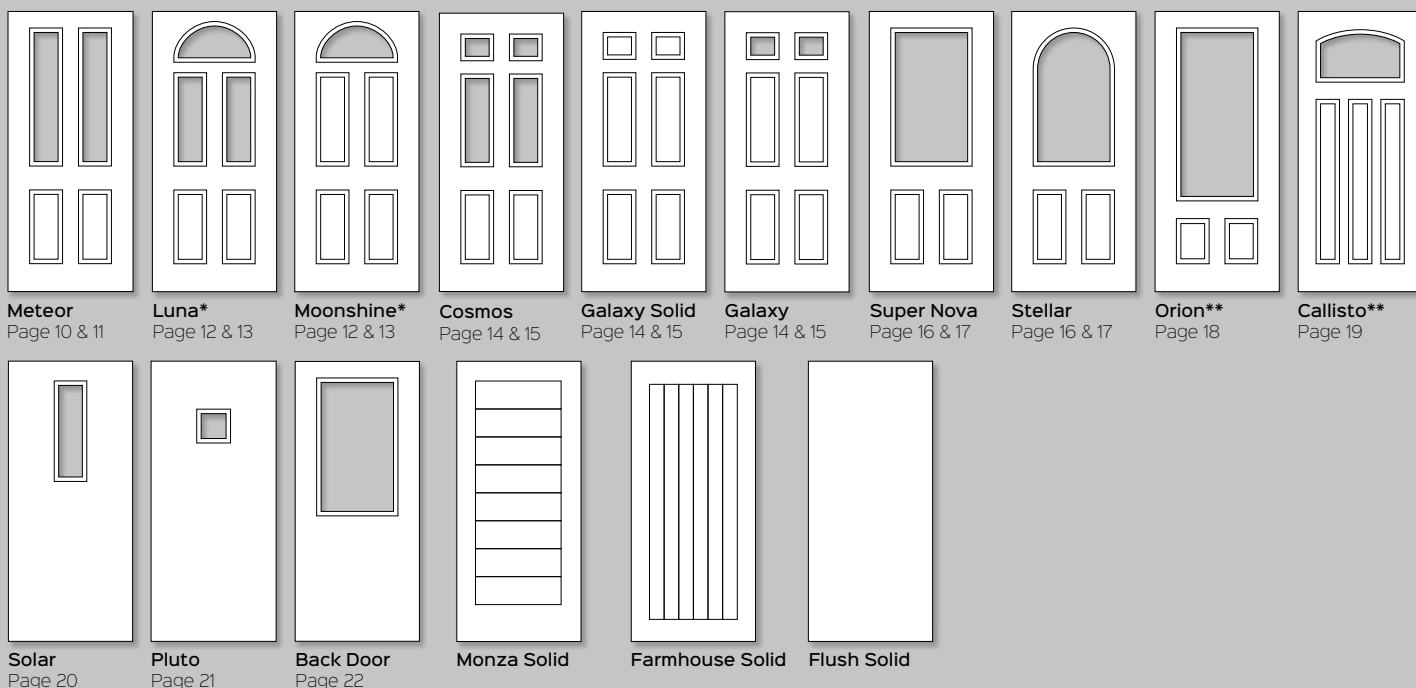 Meteor
Page 10 & 11
Luna*
Page 12 & 13
Moonshine*
Page 12 & 13
Cosmos
Page 14 & 15
Galaxy Solid
Page 14 & 15
Galaxy
Page 14 & 15
Super Nova
Page 16 & 17
Stellar
Page 16 & 17
Orion**
Page 18
Callisto**
Page 19
Solar
Page 20
Pluto
Page 21
Back Door
Page 22
Monza Solid
Farmhouse Solid
Flush Solid